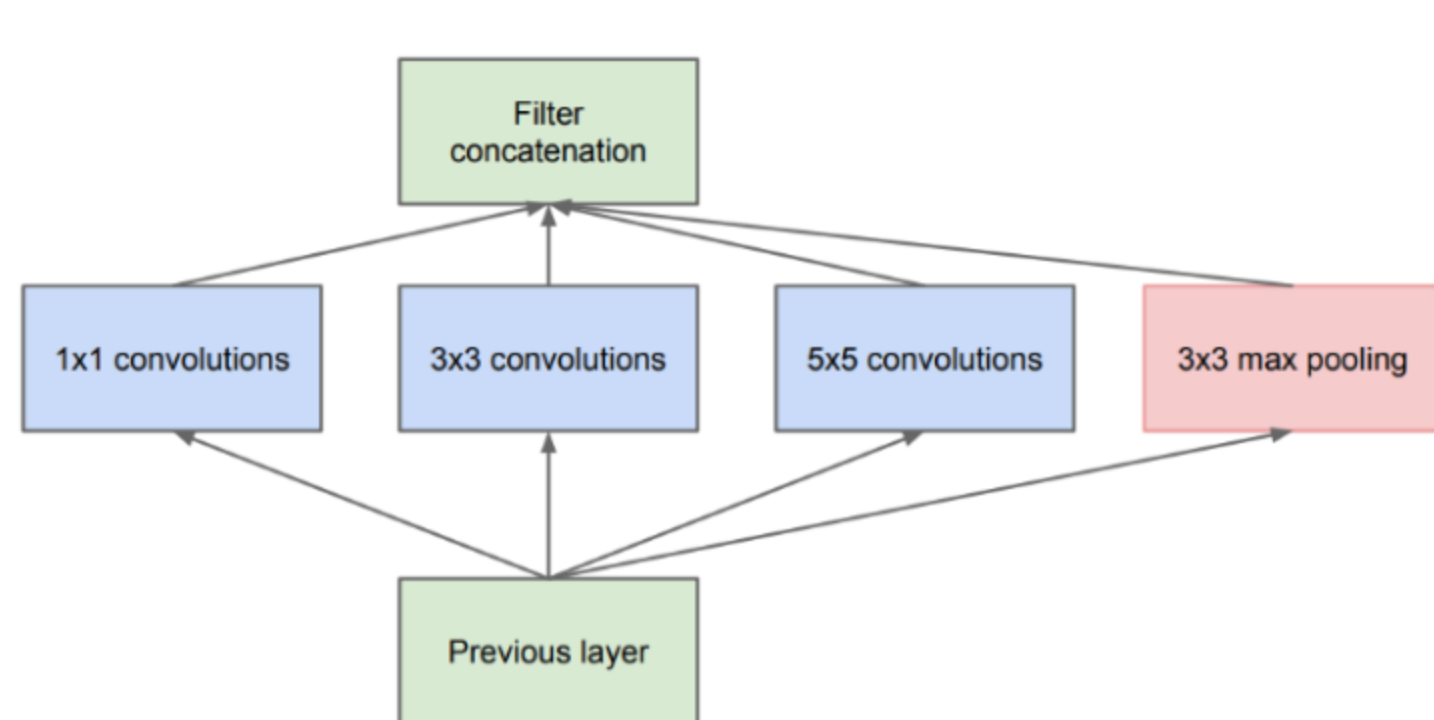 Filter
concatenation
1x1 convolutions
3x3 convolutions
5x5 convolutions
3x3 max pooling
Previous layer